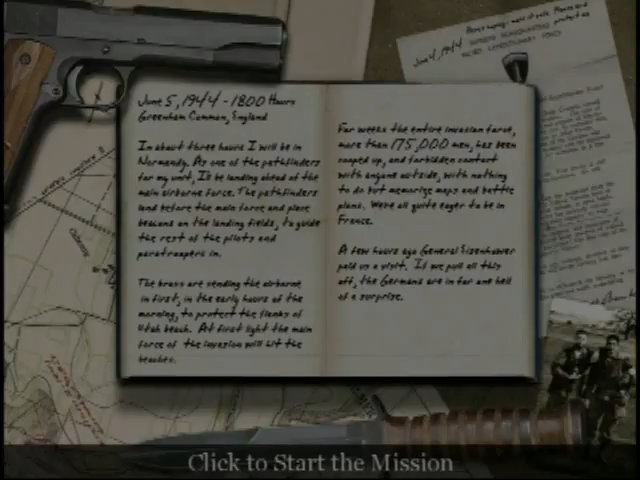 June 5, 1944 - 1800 Hours
Greenham Common, England
In about three hours I will be in
Normandy. As one of the pathfinders
for my unit, I'll be landing ahead of the
main airborne force. The pathfinders
land before the main force and place
beacons on the landing fields, to guide
the rest of the pilots and
paratroopers in.
The brass are sending the airborne
in first, in the early hours of the
morning, to protect the flanks of
Utah beach. At first light the main
force of the invasion will hit the
beaches.
For weeks the entire invasion force,
more than 175,000 men, has been
cooped up, and forbidden contact
with anyone outside, with nothing
to do but memorize maps and battle
plans. We're all quite eager to be in
France.
A few hours ago General Eisenhower
paid us a visit. If we pull all this
off, the Germans are in for one hell
of a surprise.
June 4, 1944
SUPREME HEADQUARTERS
Click to Start the Mission